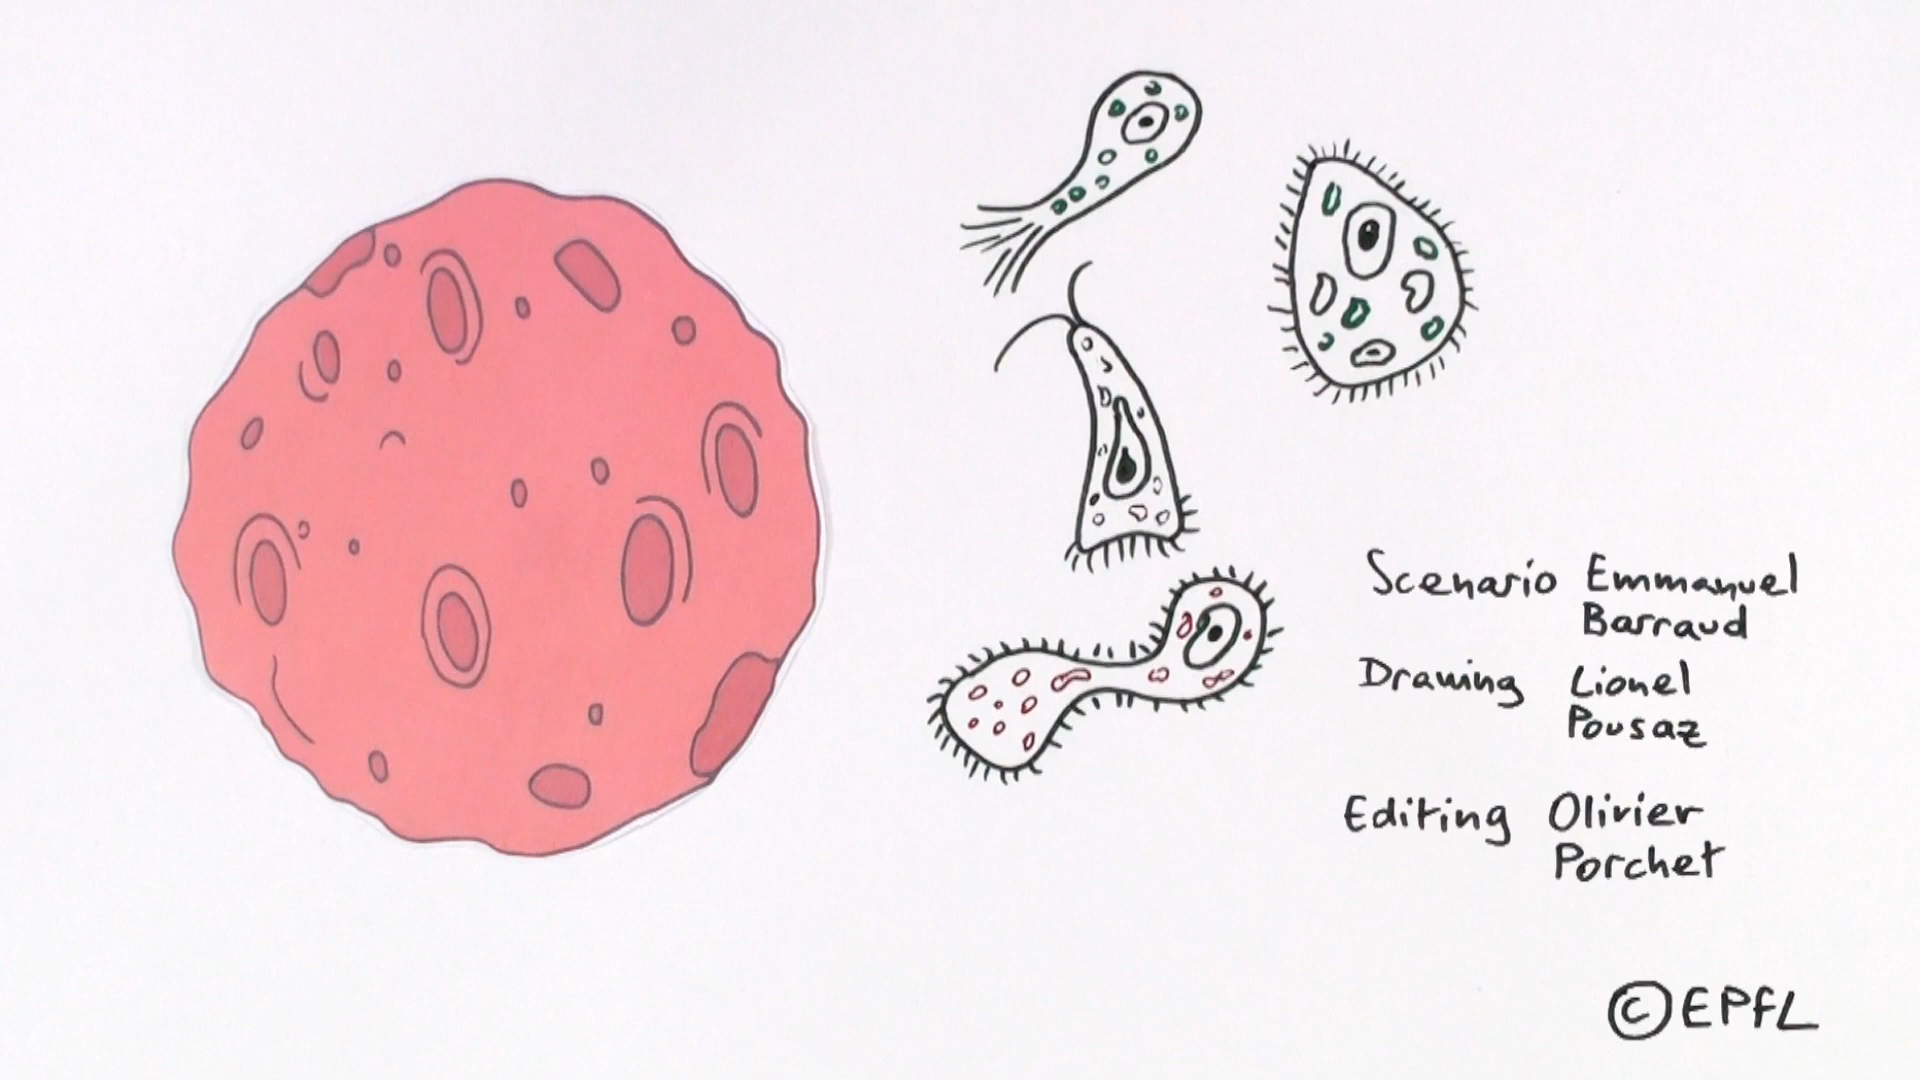 Scenario Emmanuel
Barraud
Drawing Lionel
Pousaz
Editing Olivier
Porchet
© EPFL